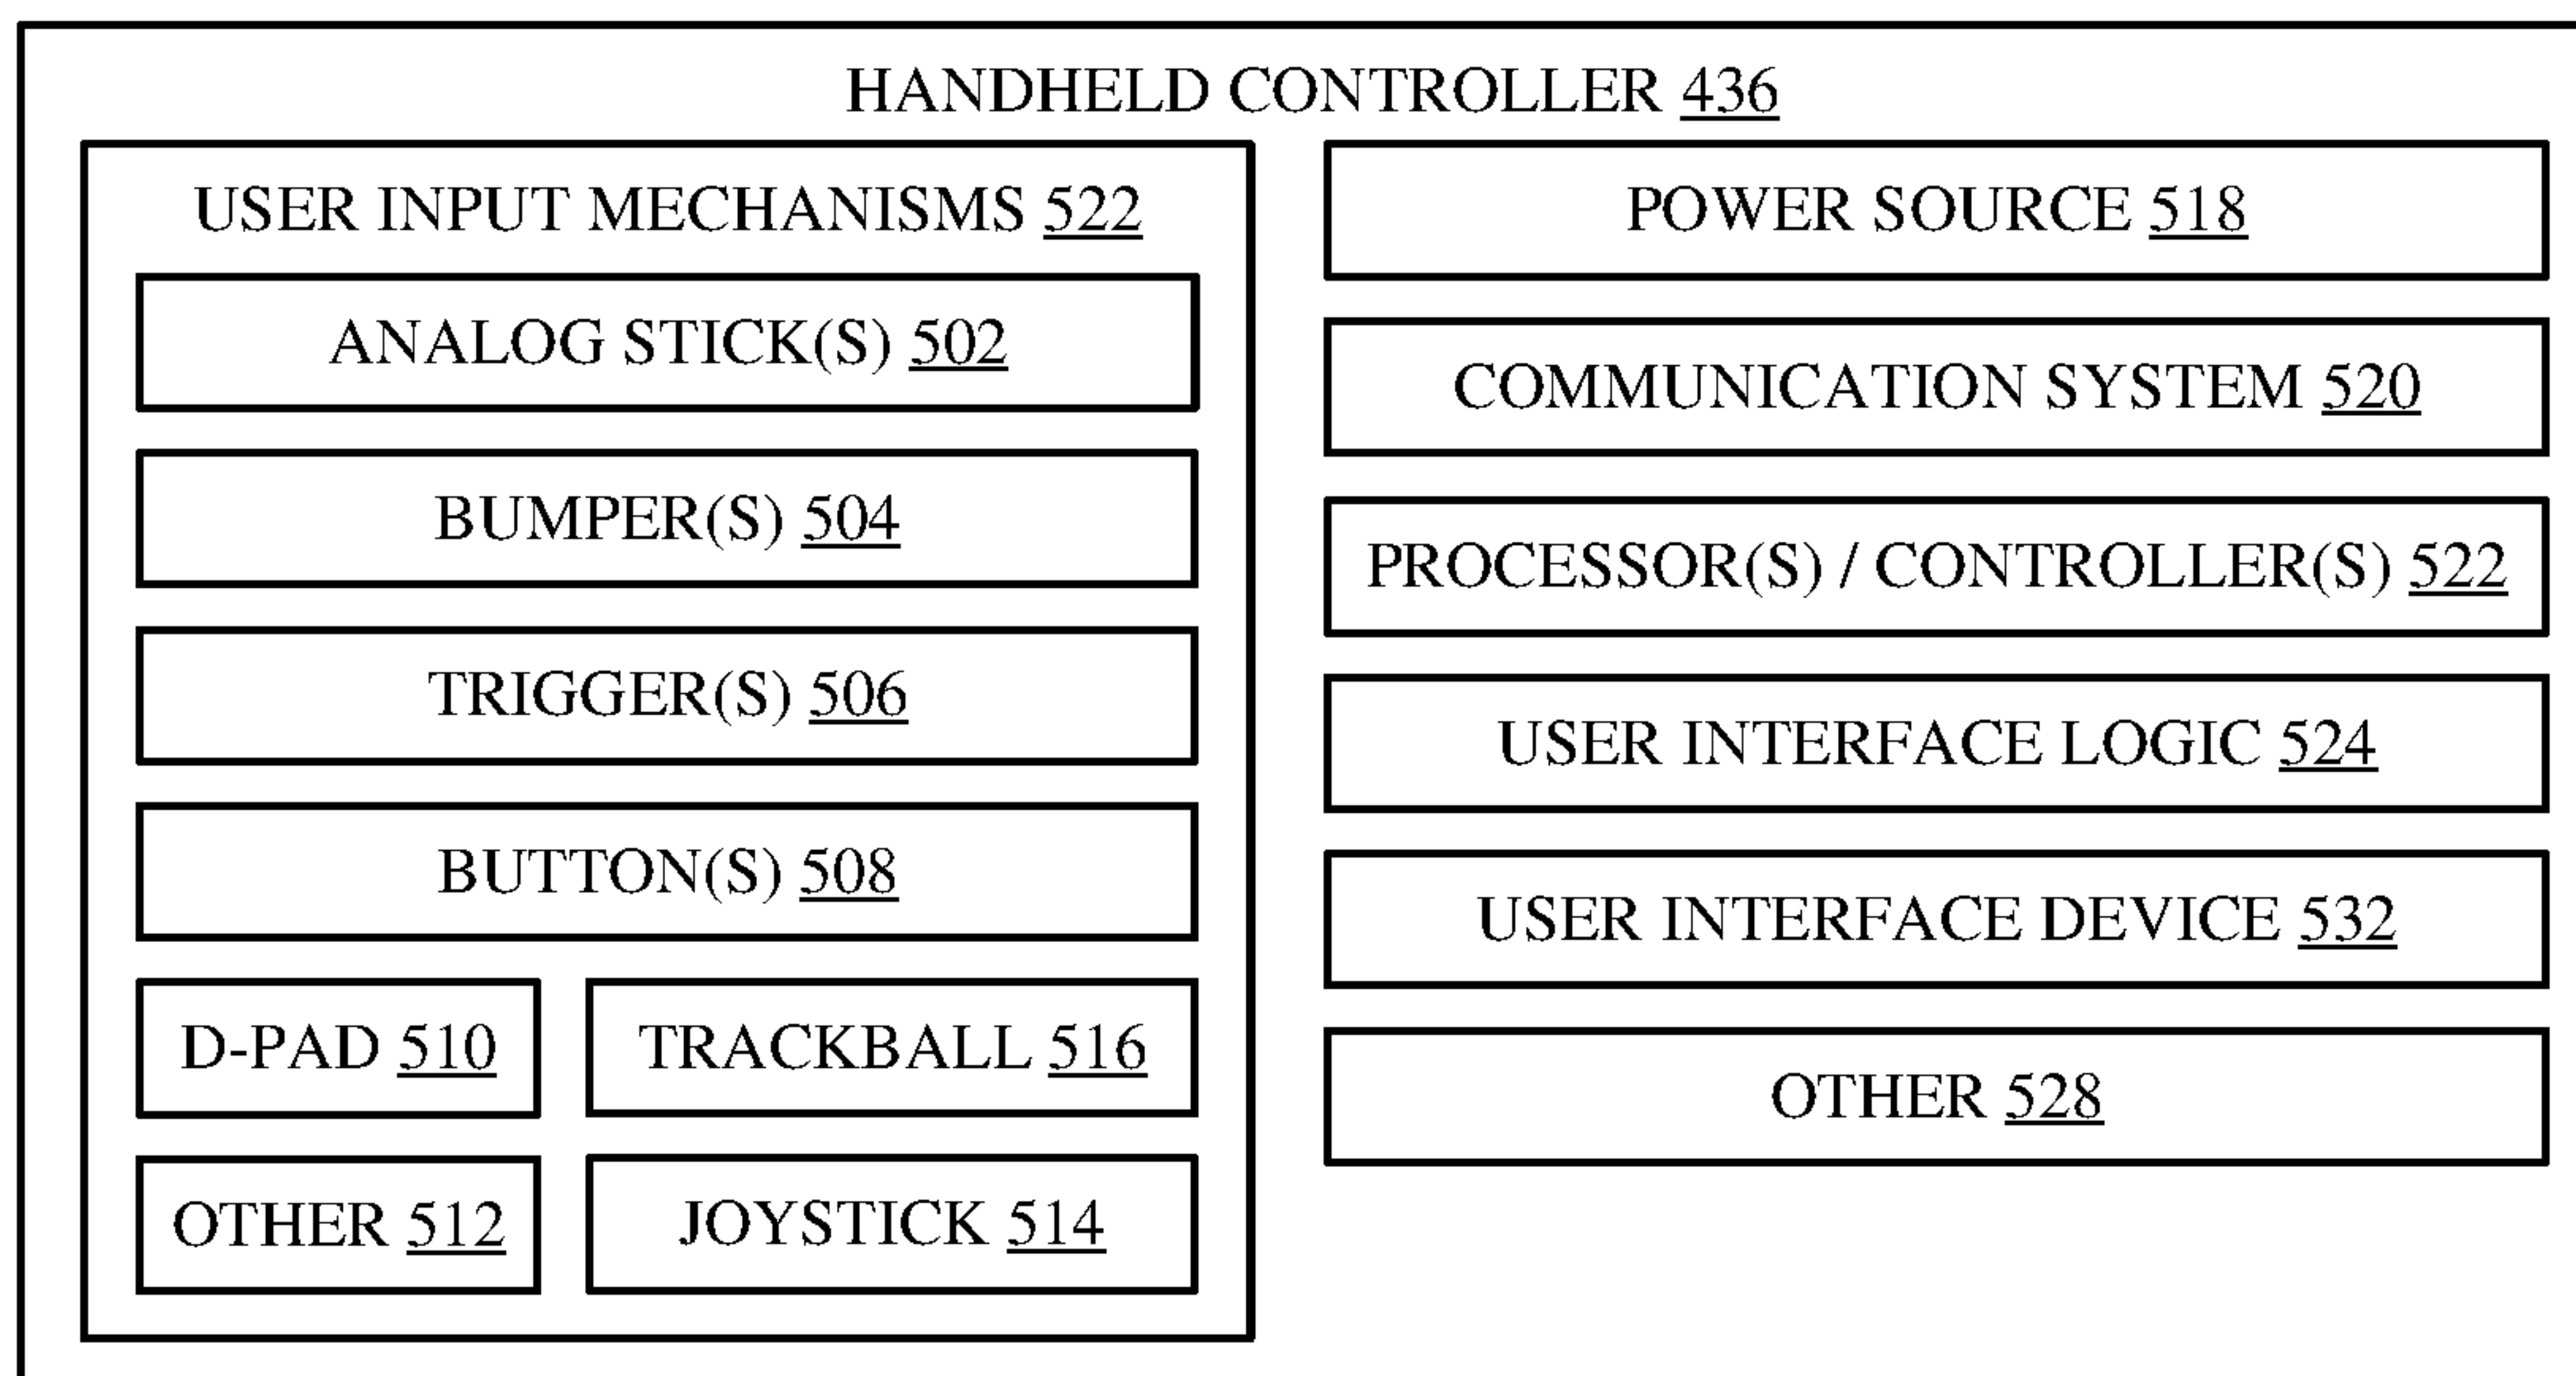 HANDHELD CONTROLLER 436
USER INPUT MECHANISMS 522
ANALOG STICK(S) 502
BUMPER(S) 504
TRIGGER(S) 506
BUTTON(S) 508
D-PAD 510
TRACKBALL 516
OTHER 512
JOYSTICK 514
POWER SOURCE 518
COMMUNICATION SYSTEM 520
PROCESSOR(S) / CONTROLLER(S) 522
USER INTERFACE LOGIC 524
USER INTERFACE DEVICE 532
OTHER 528